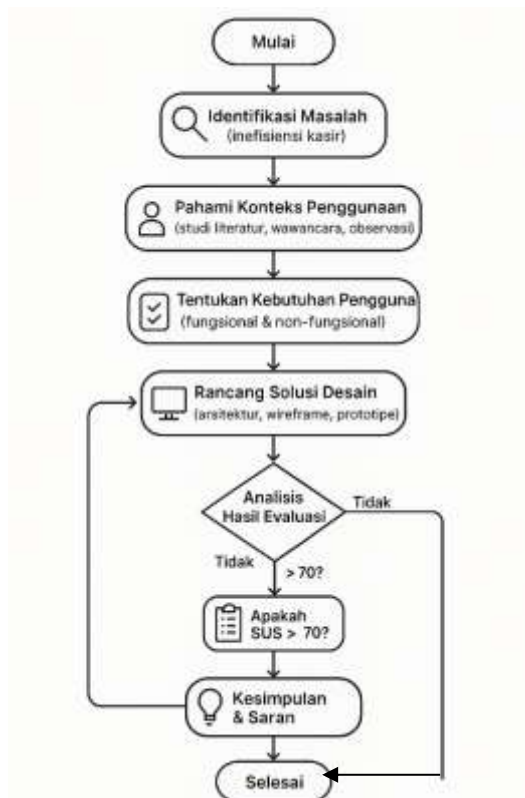 Mulai
Identifikasi Masalah
(inefisiensi kasir)
Pahami Konteks Penggunaan
(studi literatur, wawancara, observasi)
Tentukan Kebutuhan Pengguna
(fungsional & non-fungsional)
Rancang Solusi Desain
(arsitektur, wireframe, prototipe)
Analisis
Hasil Evaluasi
Tidak
Tidak
> 70?
Apakah
SUS > 70?
Kesimpulan
& Saran
Selesai